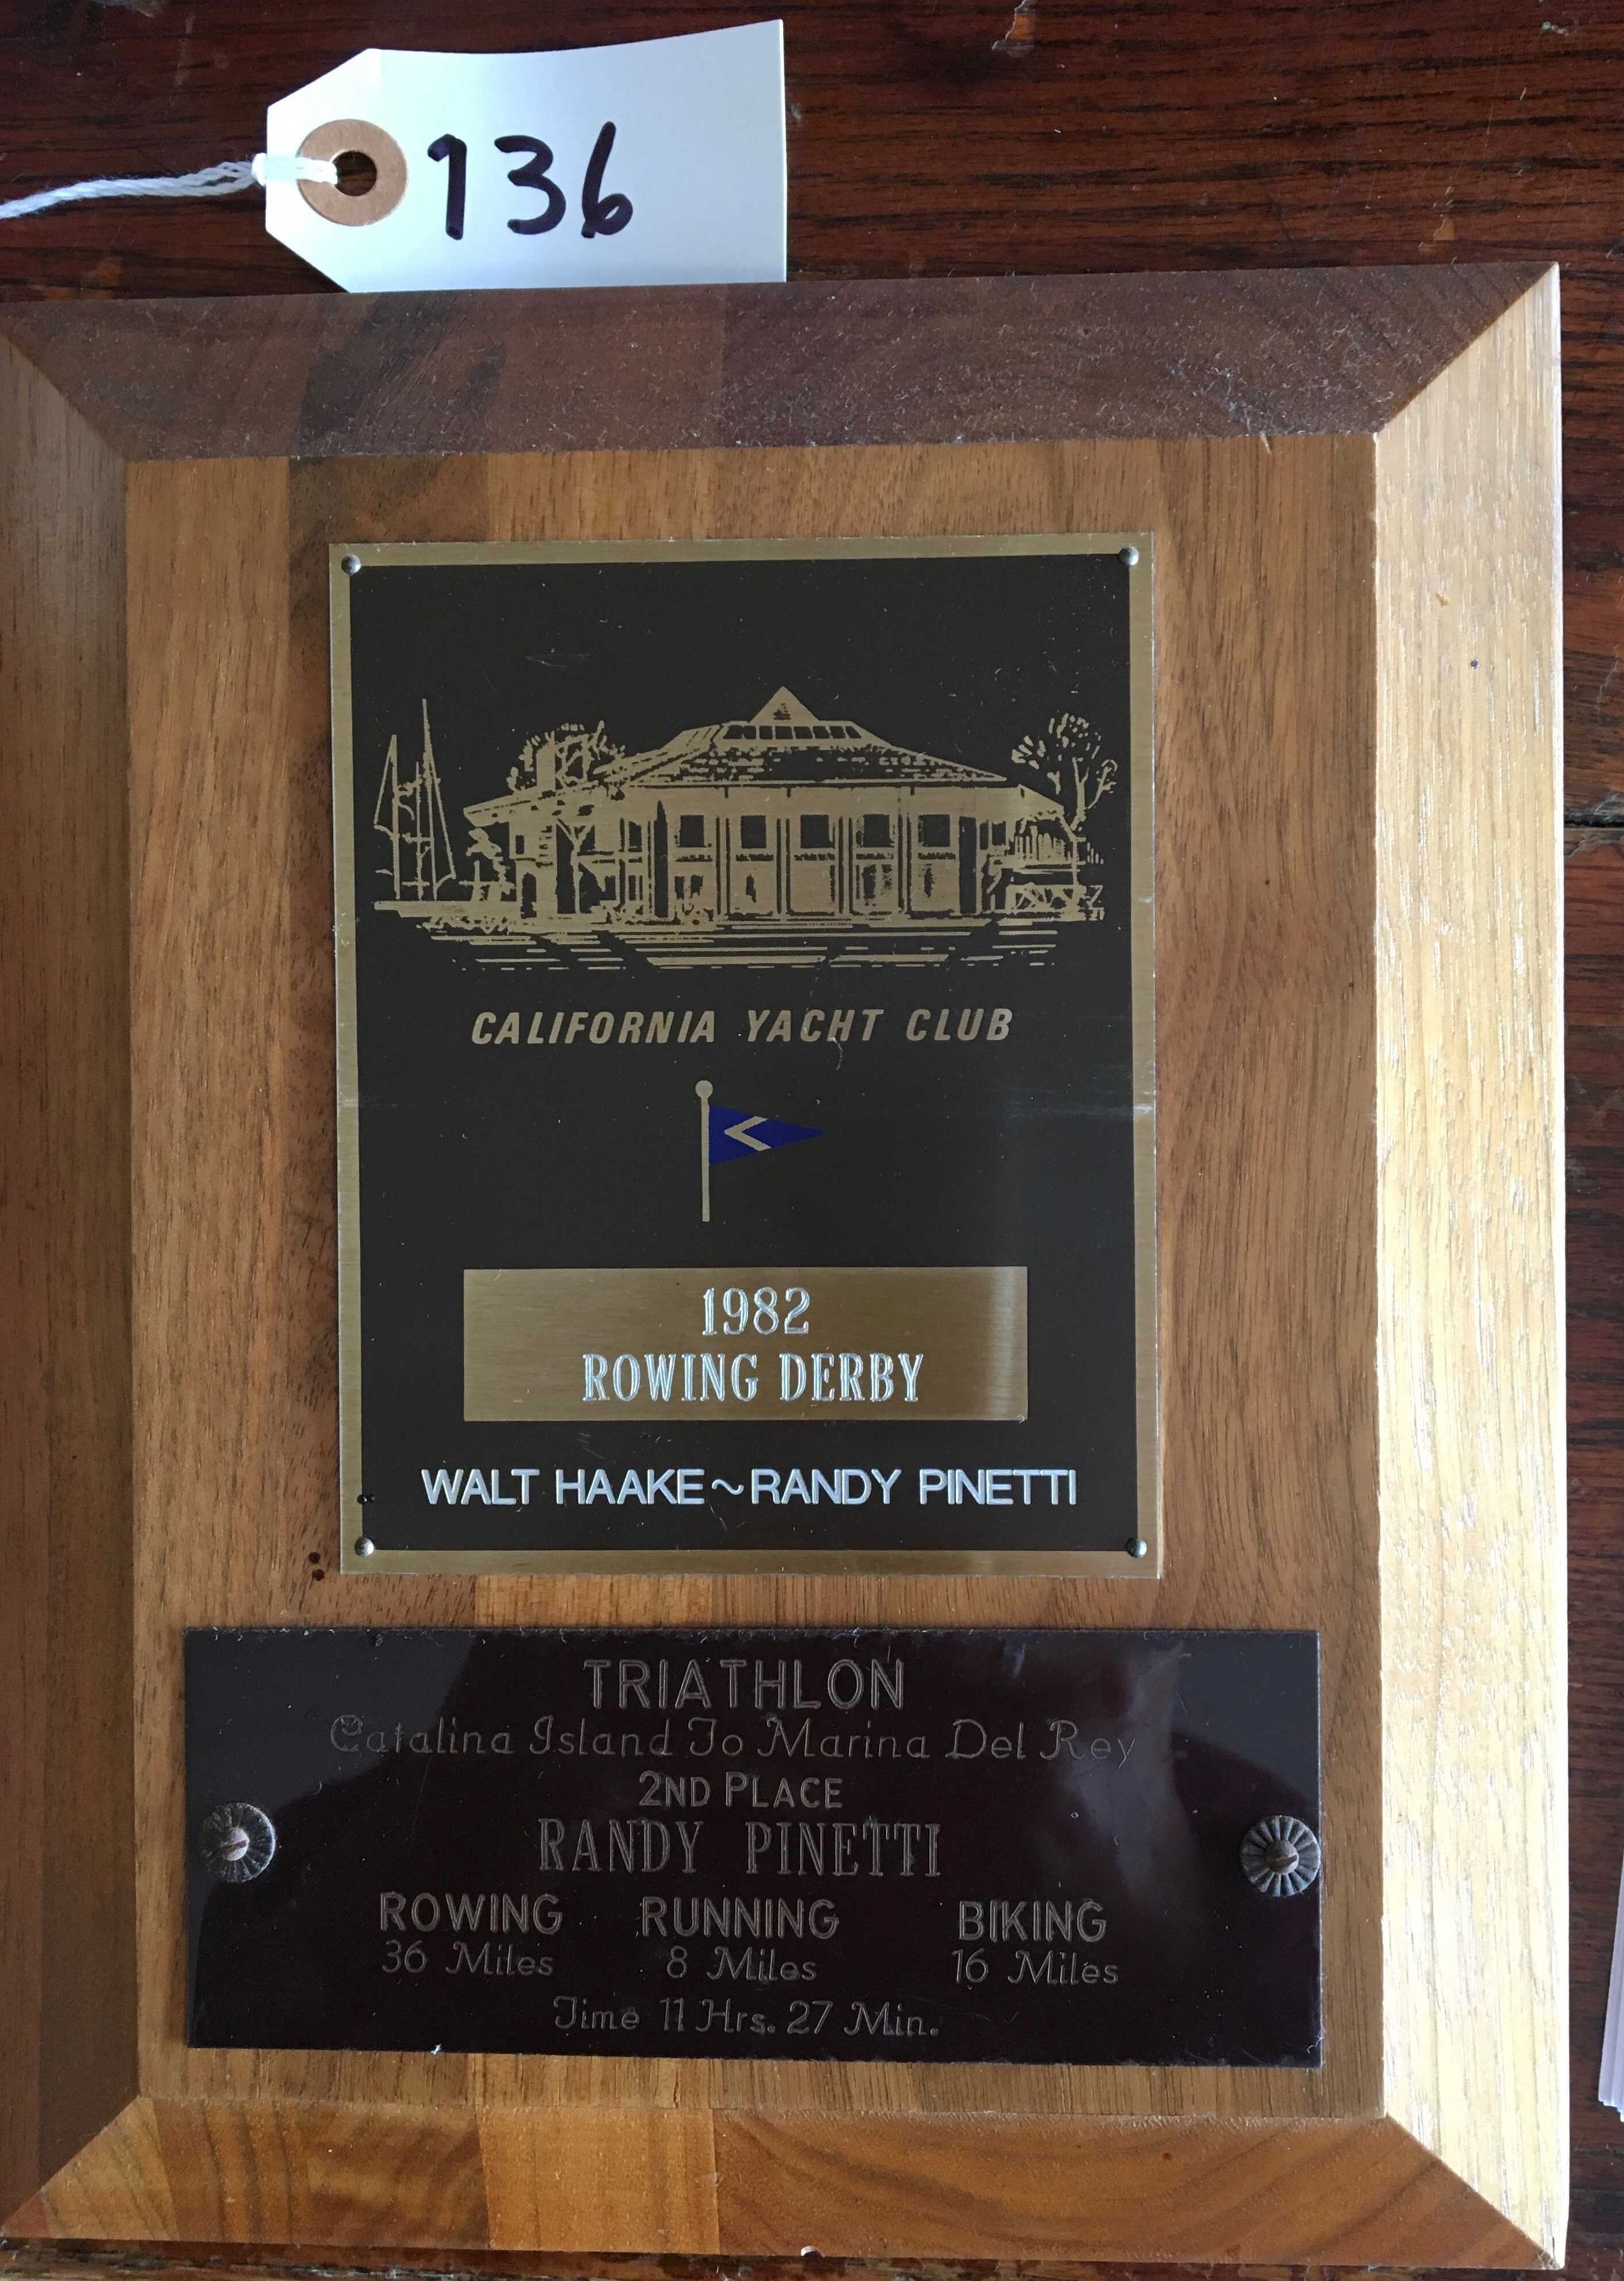 136
CALIFORNIA YACHT CLUB
1982
ROWING DERBY
WALT HAAKE~RANDY PINETTI
TRIATHLON
Catalina Island To Marina Del Rey
2ND PLACE
RANDY PINETTI
ROWING RUNNING BIKING
36 Miles 8 Miles 16 Miles
Time 11 Hrs. 27 Min.